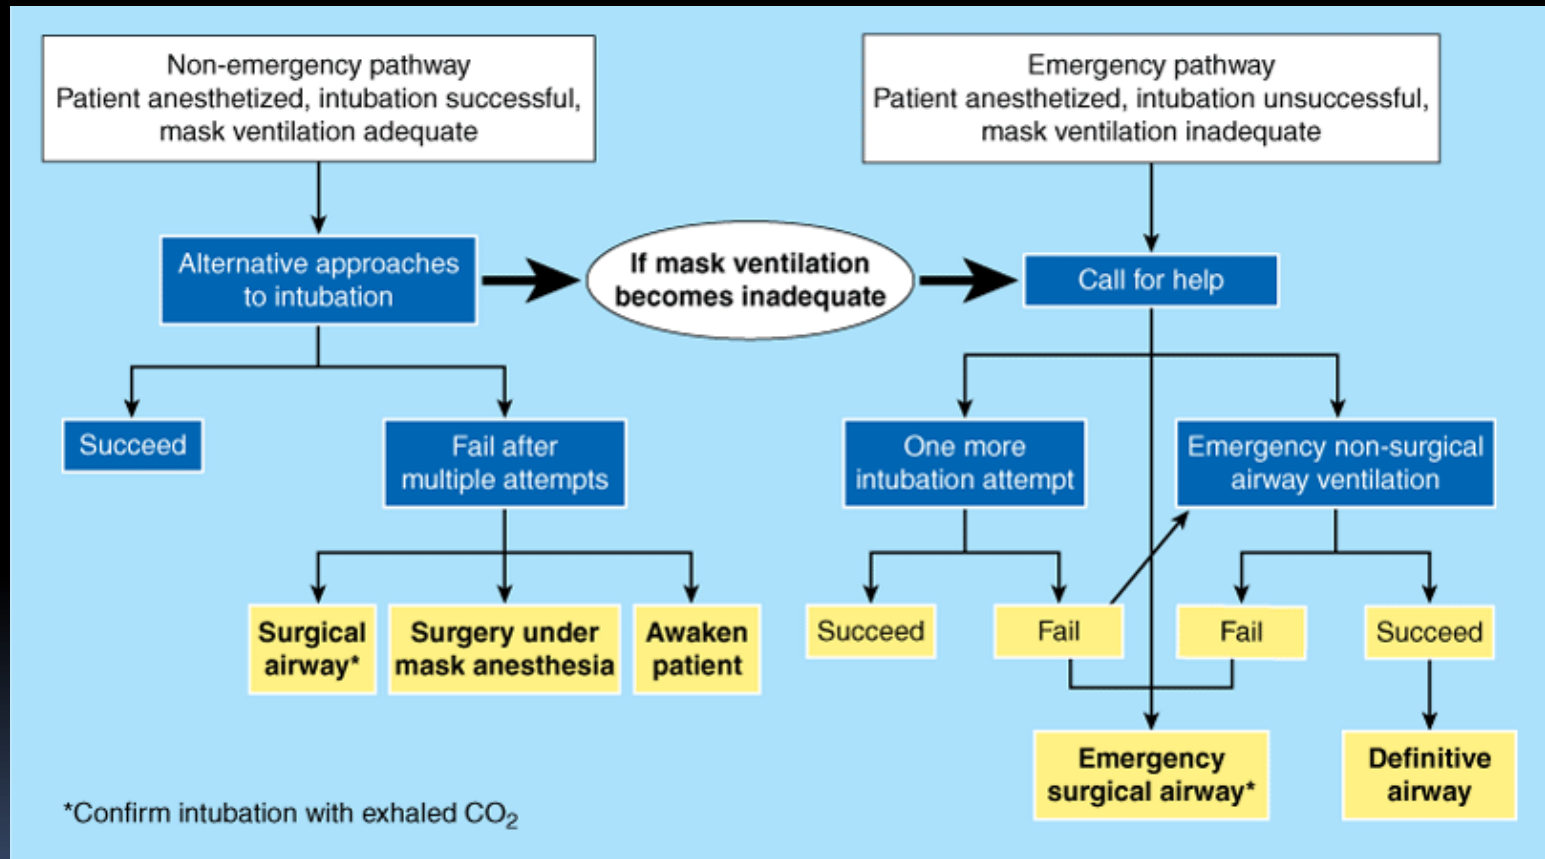 Non-emergency pathway
Patient anesthetized, intubation successful,
mask ventilation adequate
Emergency pathway
Patient anesthetized, intubation unsuccessful,
mask ventilation inadequate
Alternative approaches
to intubation
If mask ventilation
becomes inadequate
Call for help
Succeed
Fail after
multiple attempts
One more
intubation attempt
Emergency non-surgical
airway ventilation
Surgical
airway*
Surgery under
mask anesthesia
Awaken
patient
Succeed
Fail
Fail
Succeed
Emergency
surgical airway*
Definitive
airway
*Confirm intubation with exhaled CO₂